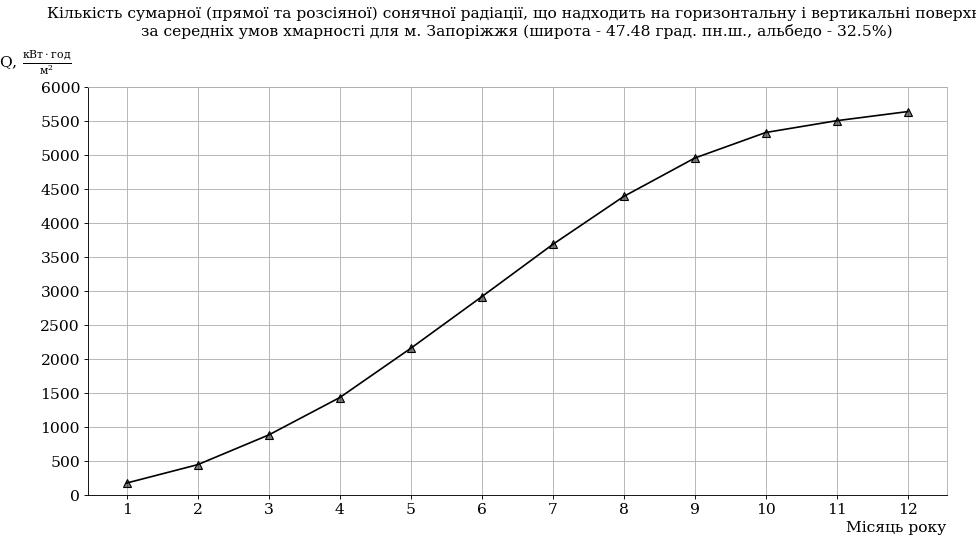 Кількість сумарної (прямої та розсіяної) сонячної радіації, що надходить на горизонтальну і вертикальні
за середніх умов хмарності для м. Запоріжжя (широта - 47.48 град. пн.ш., альбедо - 32.5%)
Q, кВт·год/м²
6000
5500
5000
4500
4000
3500
3000
2500
2000
1500
1000
500
0
1 2 3 4 5 6 7 8 9 10 11 12
Місяць року